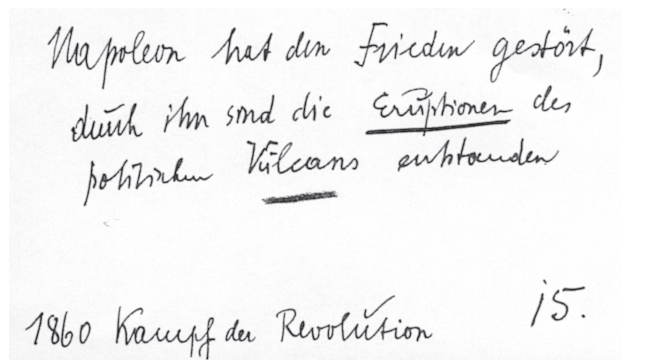 Napoleon hat den Frieden gestört,
durch ihn sind die Eruptionen des
politischen Vulcans entstanden
1860 Kampf der Revolution
15.